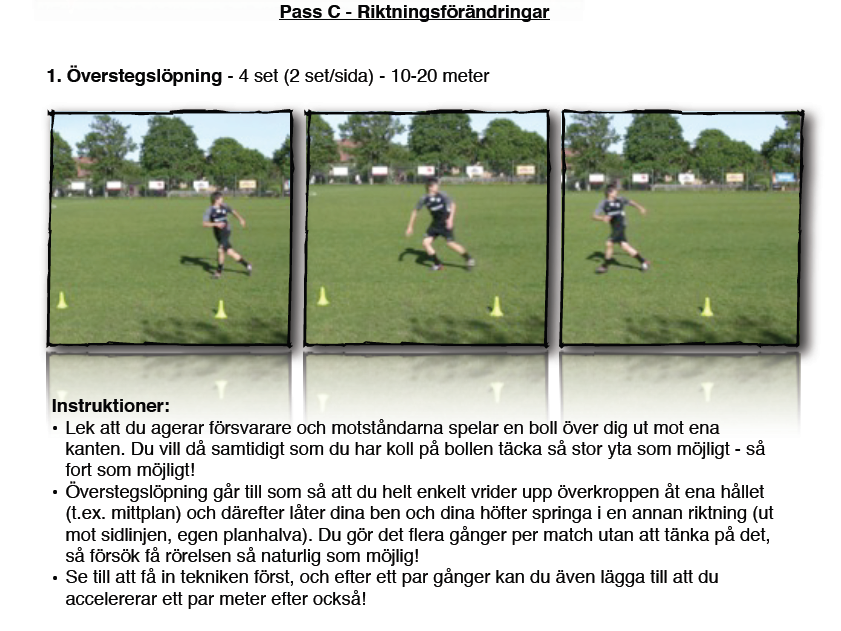 Pass C - Riktningsförändringar
1. Överstegslöpning - 4 set (2 set/sida) - 10-20 meter
Instruktioner:
• Lek att du agerar försvarare och motståndarna spelar en boll över dig ut mot ena
kanten. Du vill då samtidigt som du har koll på bollen täcka så stor yta som möjligt - så
fort som möjligt!
• Överstegslöpning går till som så att du helt enkelt vrider upp överkroppen åt ena hållet
(t.ex. mittplan) och därefter låter dina ben och dina höfter springa i en annan riktning (ut
mot sidlinjen, egen planhalva). Du gör det flera gånger per match utan att tänka på det,
så försök få rörelsen så naturlig som möjlig!
• Se till att få in tekniken först, och efter ett par gånger kan du även lägga till att du
accelererar ett par meter efter också!